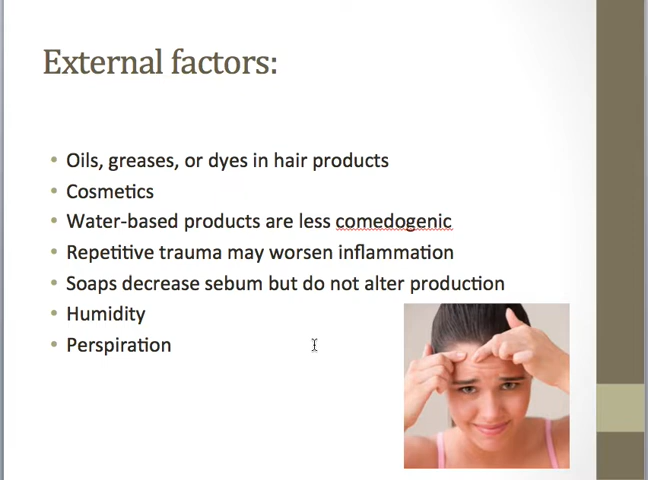 External factors:
• Oils, greases, or dyes in hair products
• Cosmetics
• Water-based products are less comedogenic
• Repetitive trauma may worsen inflammation
• Soaps decrease sebum but do not alter production
• Humidity
• Perspiration